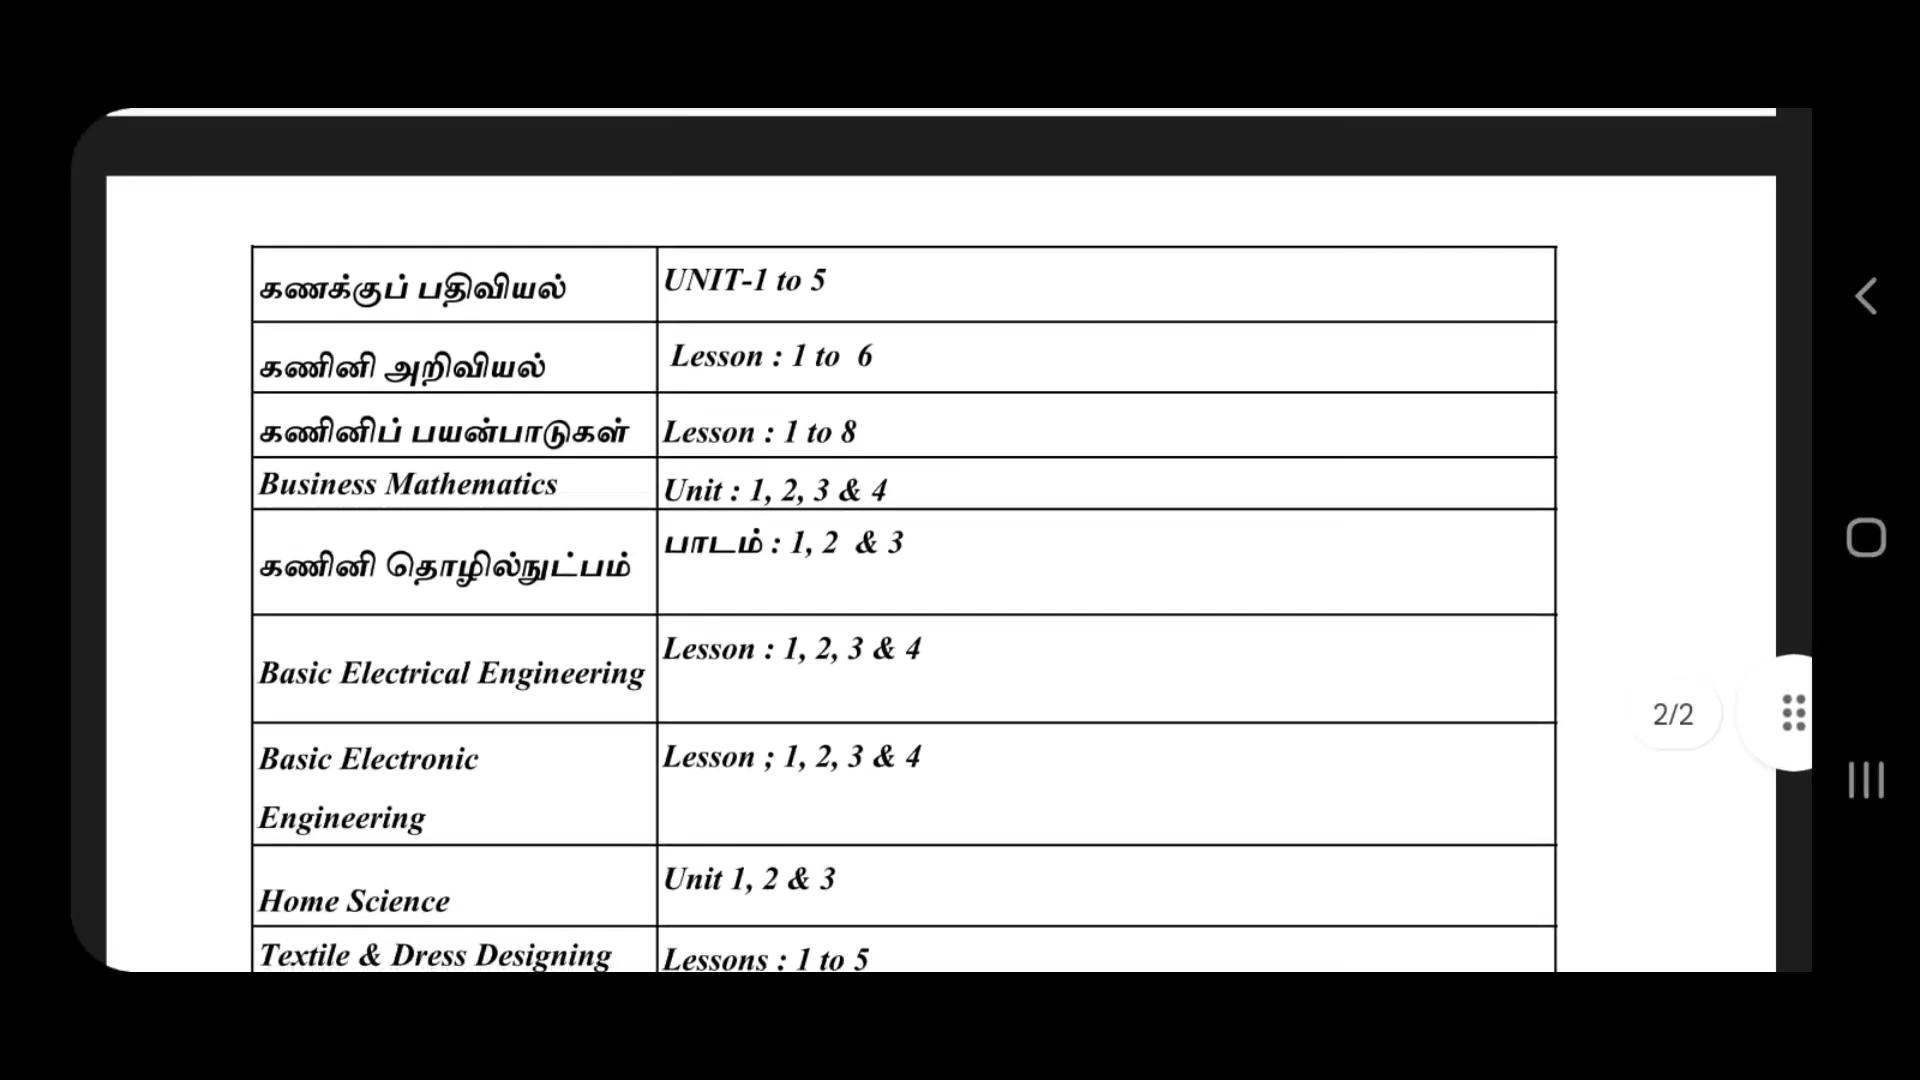 கணக்குப் பதிவியல் UNIT-1 to 5
கணினி அறிவியல் Lesson : 1 to 6
கணினிப் பயன்பாடுகள் Lesson : 1 to 8
Business Mathematics Unit : 1, 2, 3 & 4
கணினி தொழில்நுட்பம் பாடம் : 1, 2 & 3
Basic Electrical Engineering Lesson : 1, 2, 3 & 4
Basic Electronic Lesson ; 1, 2, 3 & 4
Engineering
Home Science Unit 1, 2 & 3
Textile & Dress Designing Lessons : 1 to 5
2/2